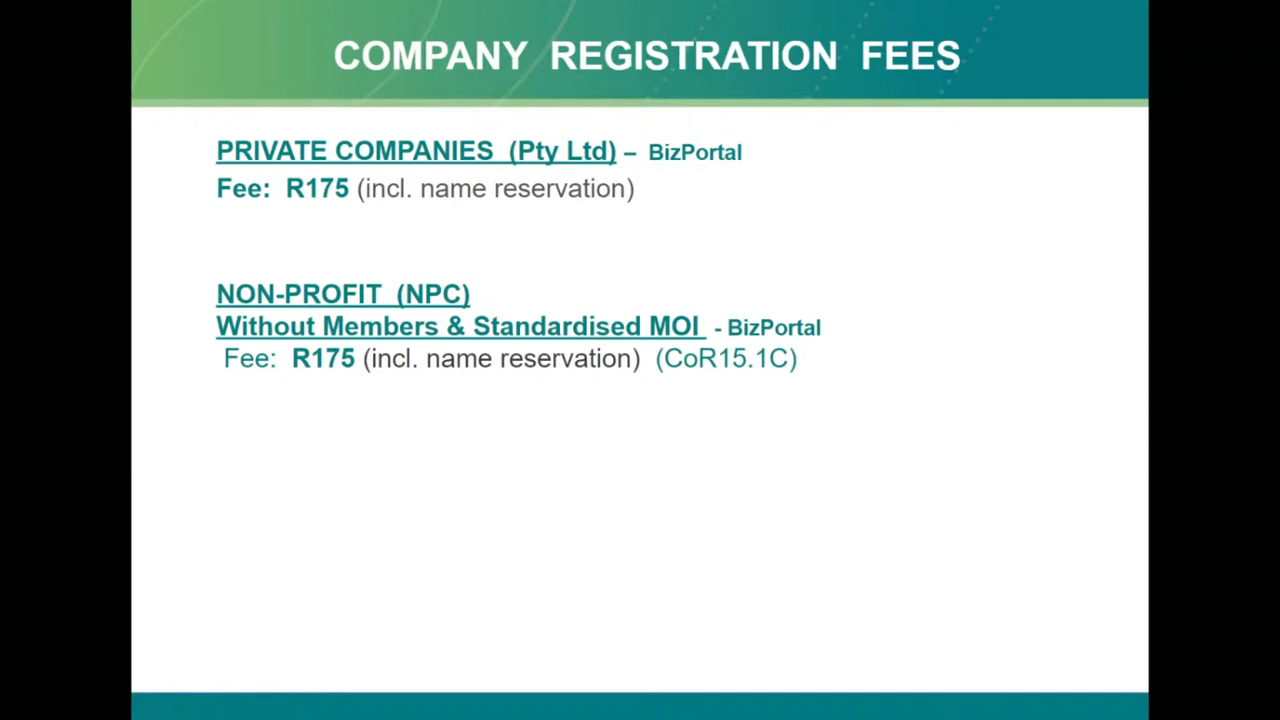 COMPANY REGISTRATION FEES
PRIVATE COMPANIES (Pty Ltd) – BizPortal
Fee: R175 (incl. name reservation)
NON-PROFIT (NPC)
Without Members & Standardised MOI - BizPortal
Fee: R175 (incl. name reservation) (CoR15.1C)